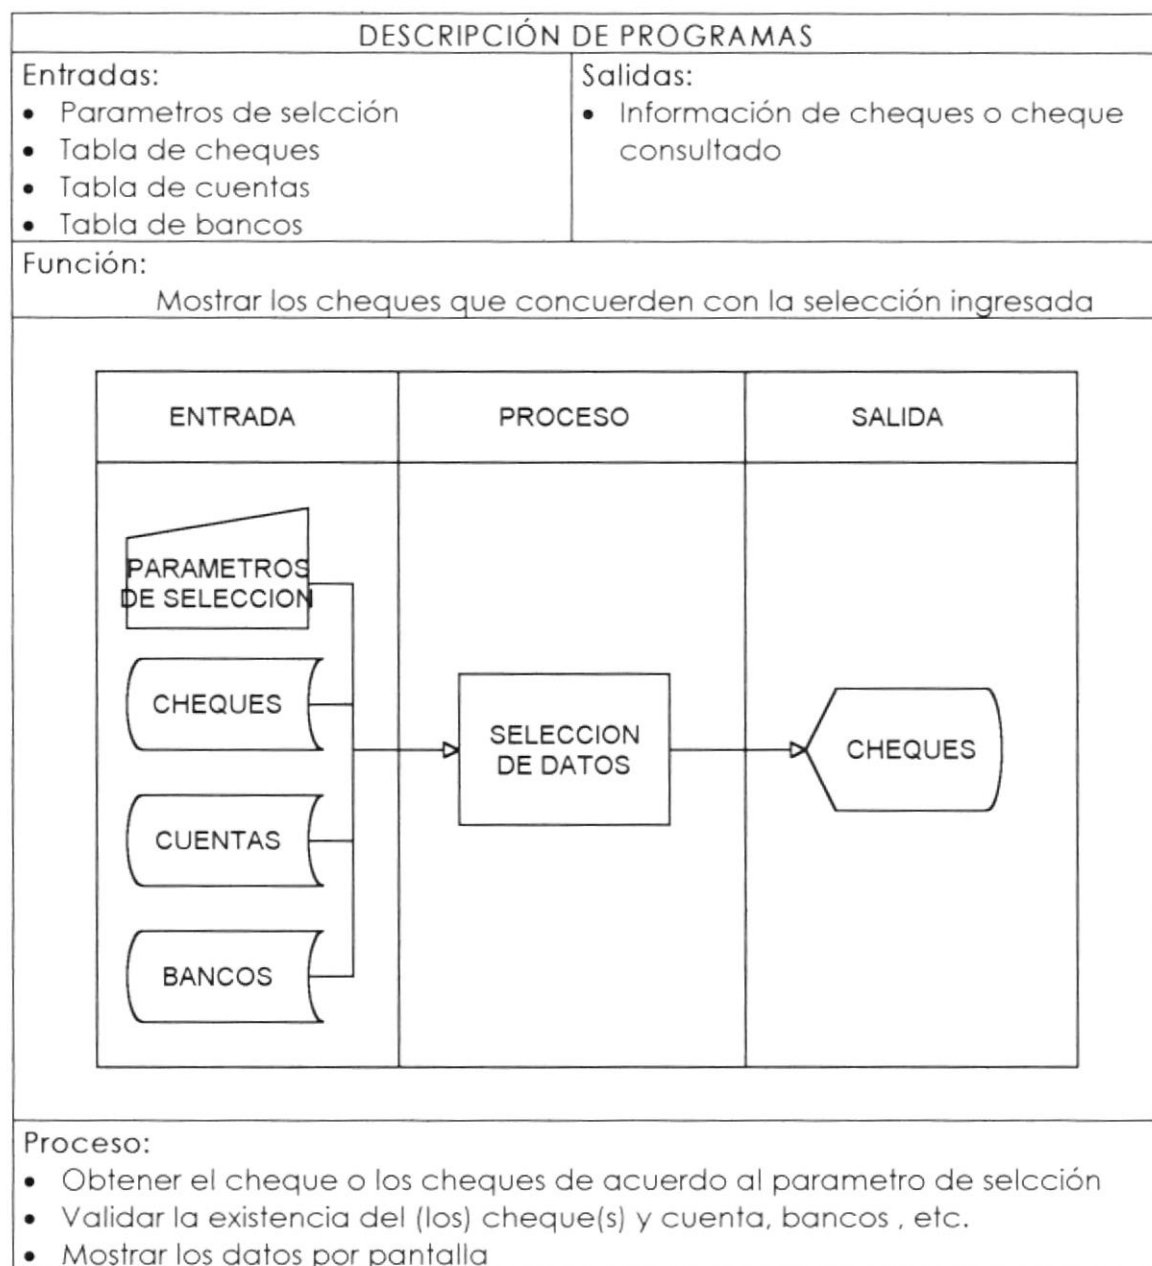 DESCRIPCIÓN DE PROGRAMAS
Entradas:
• Parametros de selcción
• Tabla de cheques
• Tabla de cuentas
• Tabla de bancos
Salidas:
• Información de cheques o cheque
consultado
Función:
Mostrar los cheques que concuerden con la selección ingresada
ENTRADA
PROCESO
SALIDA
PARAMETROS
DE SELECCION
CHEQUES
CUENTAS
BANCOS
SELECCION
DE DATOS
CHEQUES
Proceso:
• Obtener el cheque o los cheques de acuerdo al parametro de selcción
• Validar la existencia del (los) cheque(s) y cuenta, bancos , etc.
• Mostrar los datos por pantalla